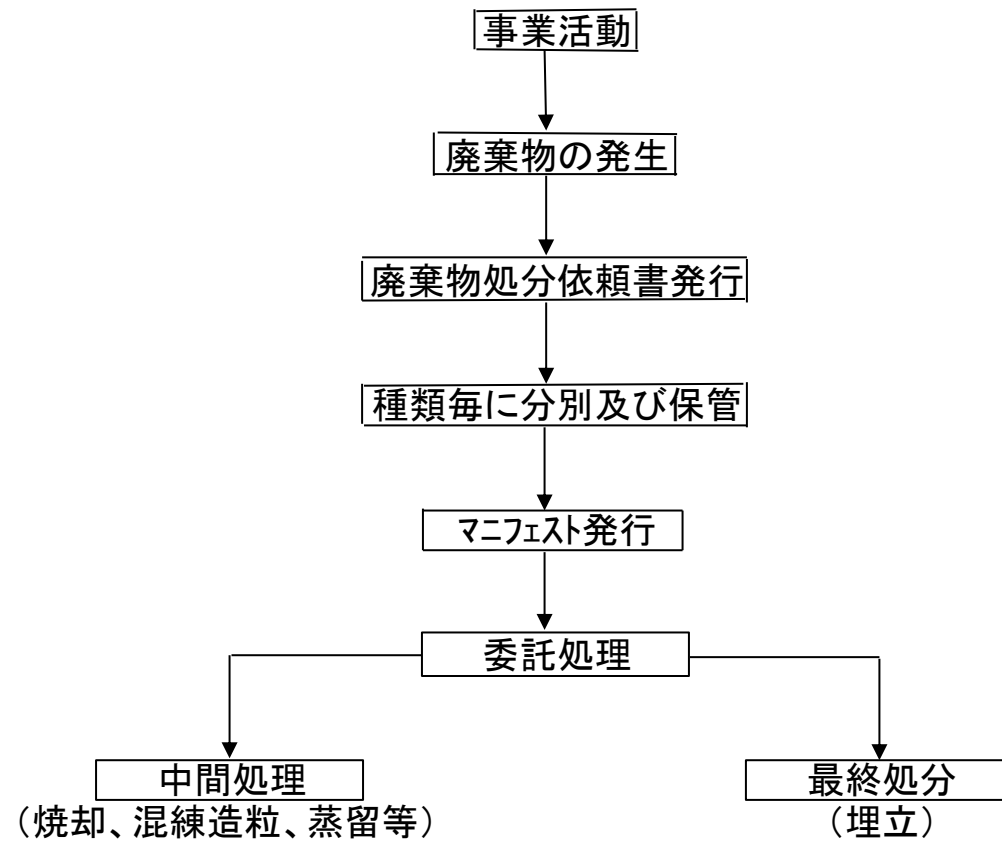 事業活動
廃棄物の発生
廃棄物処分依頼書発行
種類毎に分別及び保管
マニフェスト発行
委託処理
中間処理
（焼却、混練造粒、蒸留等）
最終処分
（埋立）